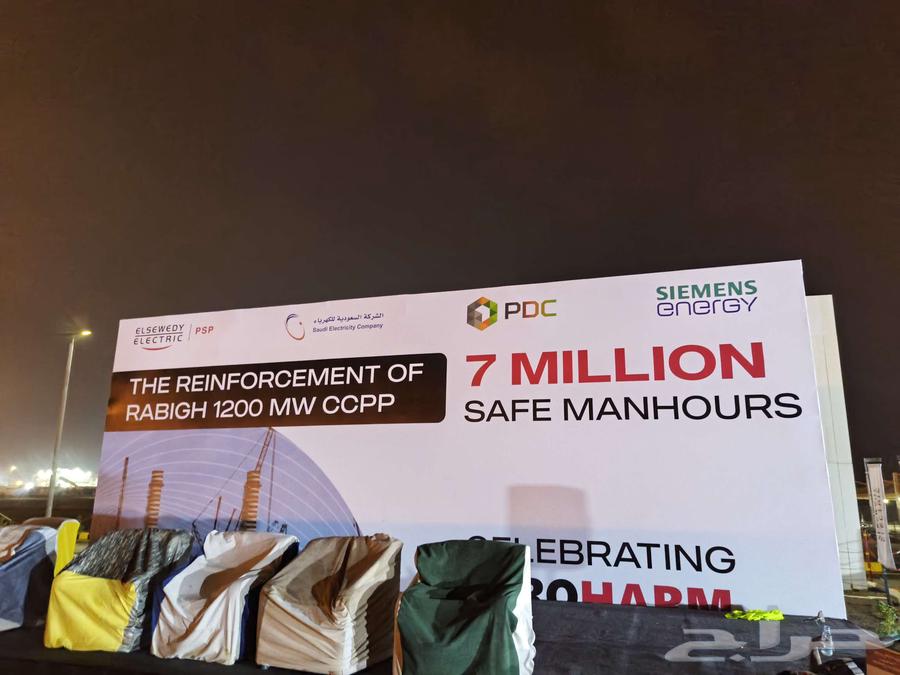 ELSEWEDY
ELECTRIC
PSP
الشركة السعودية للكهرباء
Saudi Electricity Company
PDC
SIEMENS
energy
THE REINFORCEMENT OF
RABIGH 1200 MW CCPP
7 MILLION
SAFE MANHOURS
CELEBRATING
HARM
حراج